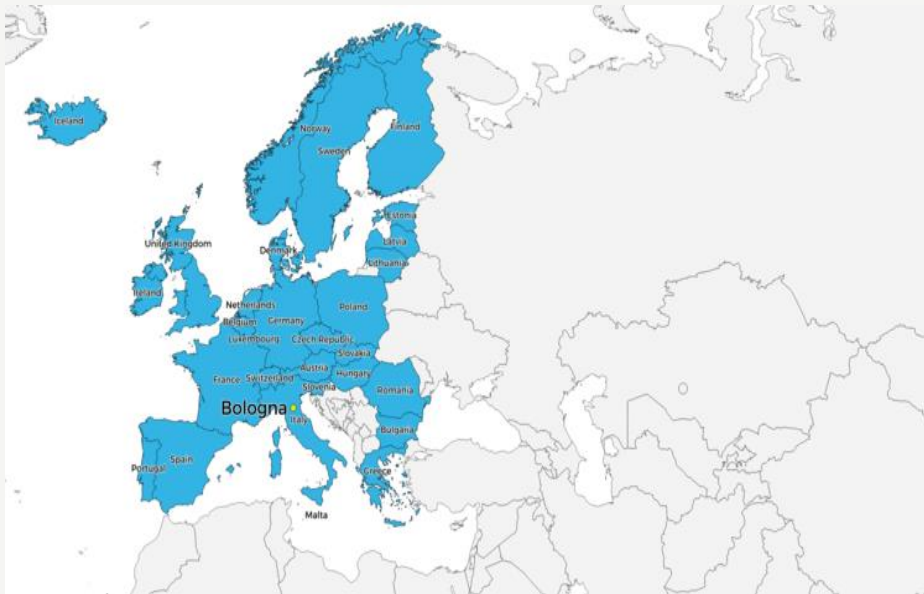 Iceland
Norway
Finland
Sweden
Estonia
United Kingdom
Denmark
Latvia
Lithuania
Ireland
Netherlands
Poland
Belgium
Germany
Luxembourg
Czech Republic
Slovakia
Austria
Hungary
France
Switzerland
Slovenia
Romania
Bologna
Italy
Bulgaria
Portugal
Spain
Greece
Malta